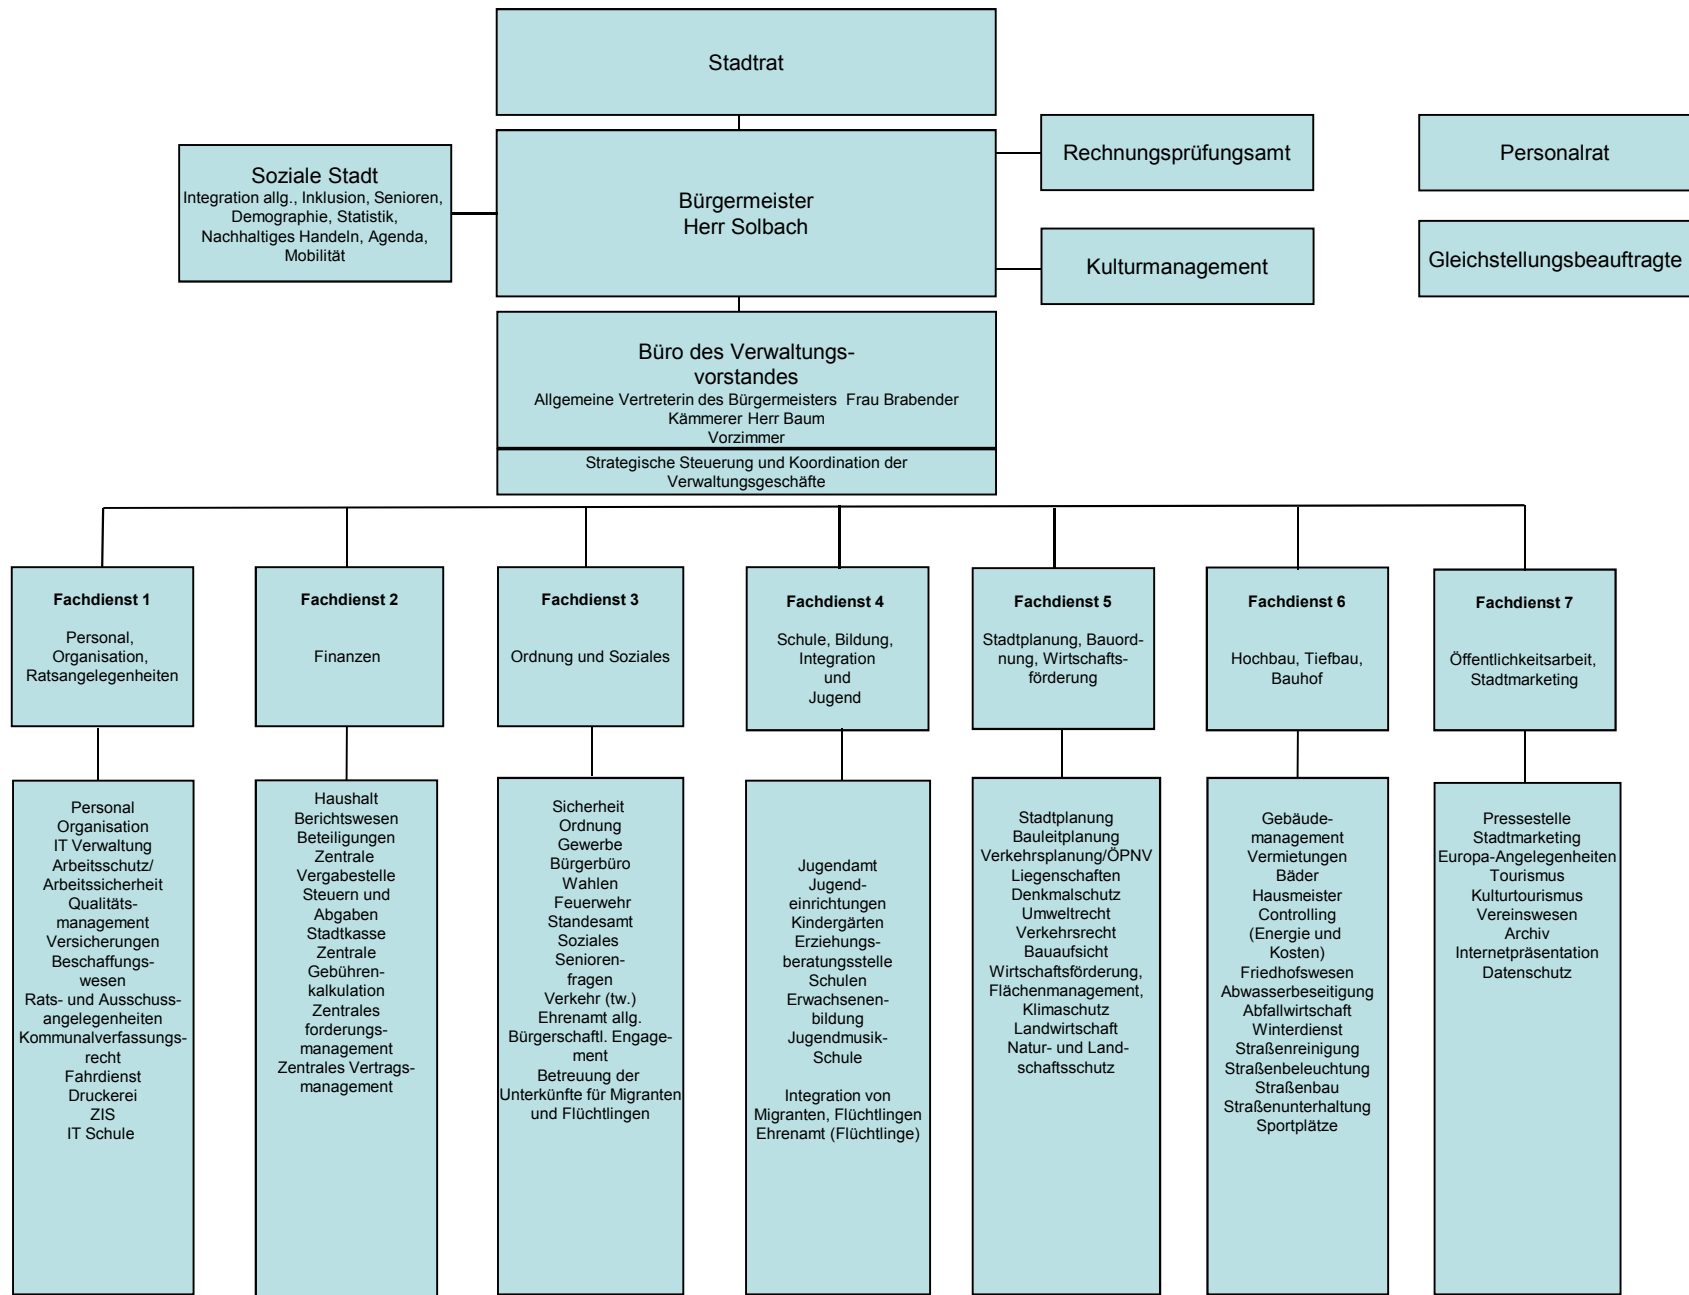 Stadtrat
Soziale Stadt
Integration allg., Inklusion, Senioren,
Demographie, Statistik,
Nachhaltiges Handeln, Agenda,
Mobilität
Bürgermeister
Herr Solbach
Rechnungsprüfungsamt
Kulturmanagement
Personalrat
Gleichstellungsbeauftragte
Büro des Verwaltungs-
vorstandes
Allgemeine Vertreterin des Bürgermeisters Frau Brabender
Kämmerer Herr Baum
Vorzimmer
Strategische Steuerung und Koordination der
Verwaltungsgeschäfte
Fachdienst 1
Personal,
Organisation,
Ratsangelegenheiten
Fachdienst 2
Finanzen
Fachdienst 3
Ordnung und Soziales
Fachdienst 4
Schule, Bildung,
Integration
und
Jugend
Fachdienst 5
Stadtplanung, Bauord-
nung, Wirtschafts-
förderung
Fachdienst 6
Hochbau, Tiefbau,
Bauhof
Fachdienst 7
Öffentlichkeitsarbeit,
Stadtmarketing
Personal
Organisation
IT Verwaltung
Arbeitsschutz/
Arbeitssicherheit
Qualitäts-
management
Versicherungen
Beschaffungs-
wesen
Rats- und Ausschuss-
angelegenheiten
Kommunalverfassungs-
recht
Fahrdienst
Druckerei
ZIS
IT Schule
Haushalt
Berichtswesen
Beteiligungen
Zentrale
Vergabestelle
Steuern und
Abgaben
Stadtkasse
Zentrale
Gebühren-
kalkulation
Zentrales
forderungs-
management
Zentrales Vertrags-
management
Sicherheit
Ordnung
Gewerbe
Bürgerbüro
Wahlen
Feuerwehr
Standesamt
Soziales
Senioren-
fragen
Verkehr (tw.)
Ehrenamt allg.
Bürgerschaftl. Engage-
ment
Betreuung der
Unterkünfte für Migranten
und Flüchtlingen
Jugendamt
Jugend-
einrichtungen
Kindergärten
Erziehungs-
beratungsstelle
Schulen
Erwachsenen-
bildung
Jugendmusik-
Schule
Integration von
Migranten, Flüchtlingen
Ehrenamt (Flüchtlinge)
Stadtplanung
Bauleitplanung
Verkehrsplanung/ÖPNV
Liegenschaften
Denkmalschutz
Umweltrecht
Verkehrsrecht
Bauaufsicht
Wirtschaftsförderung,
Flächenmanagement,
Klimaschutz
Landwirtschaft
Natur- und Land-
schaftsschutz
Gebäude-
management
Vermietungen
Bäder
Hausmeister
Controlling
(Energie und
Kosten)
Friedhofswesen
Abwasserbeseitigung
Abfallwirtschaft
Winterdienst
Straßenreinigung
Straßenbeleuchtung
Straßenbau
Straßenunterhaltung
Sportplätze
Pressestelle
Stadtmarketing
Europa-Angelegenheiten
Tourismus
Kulturtourismus
Vereinswesen
Archiv
Internetpräsentation
Datenschutz